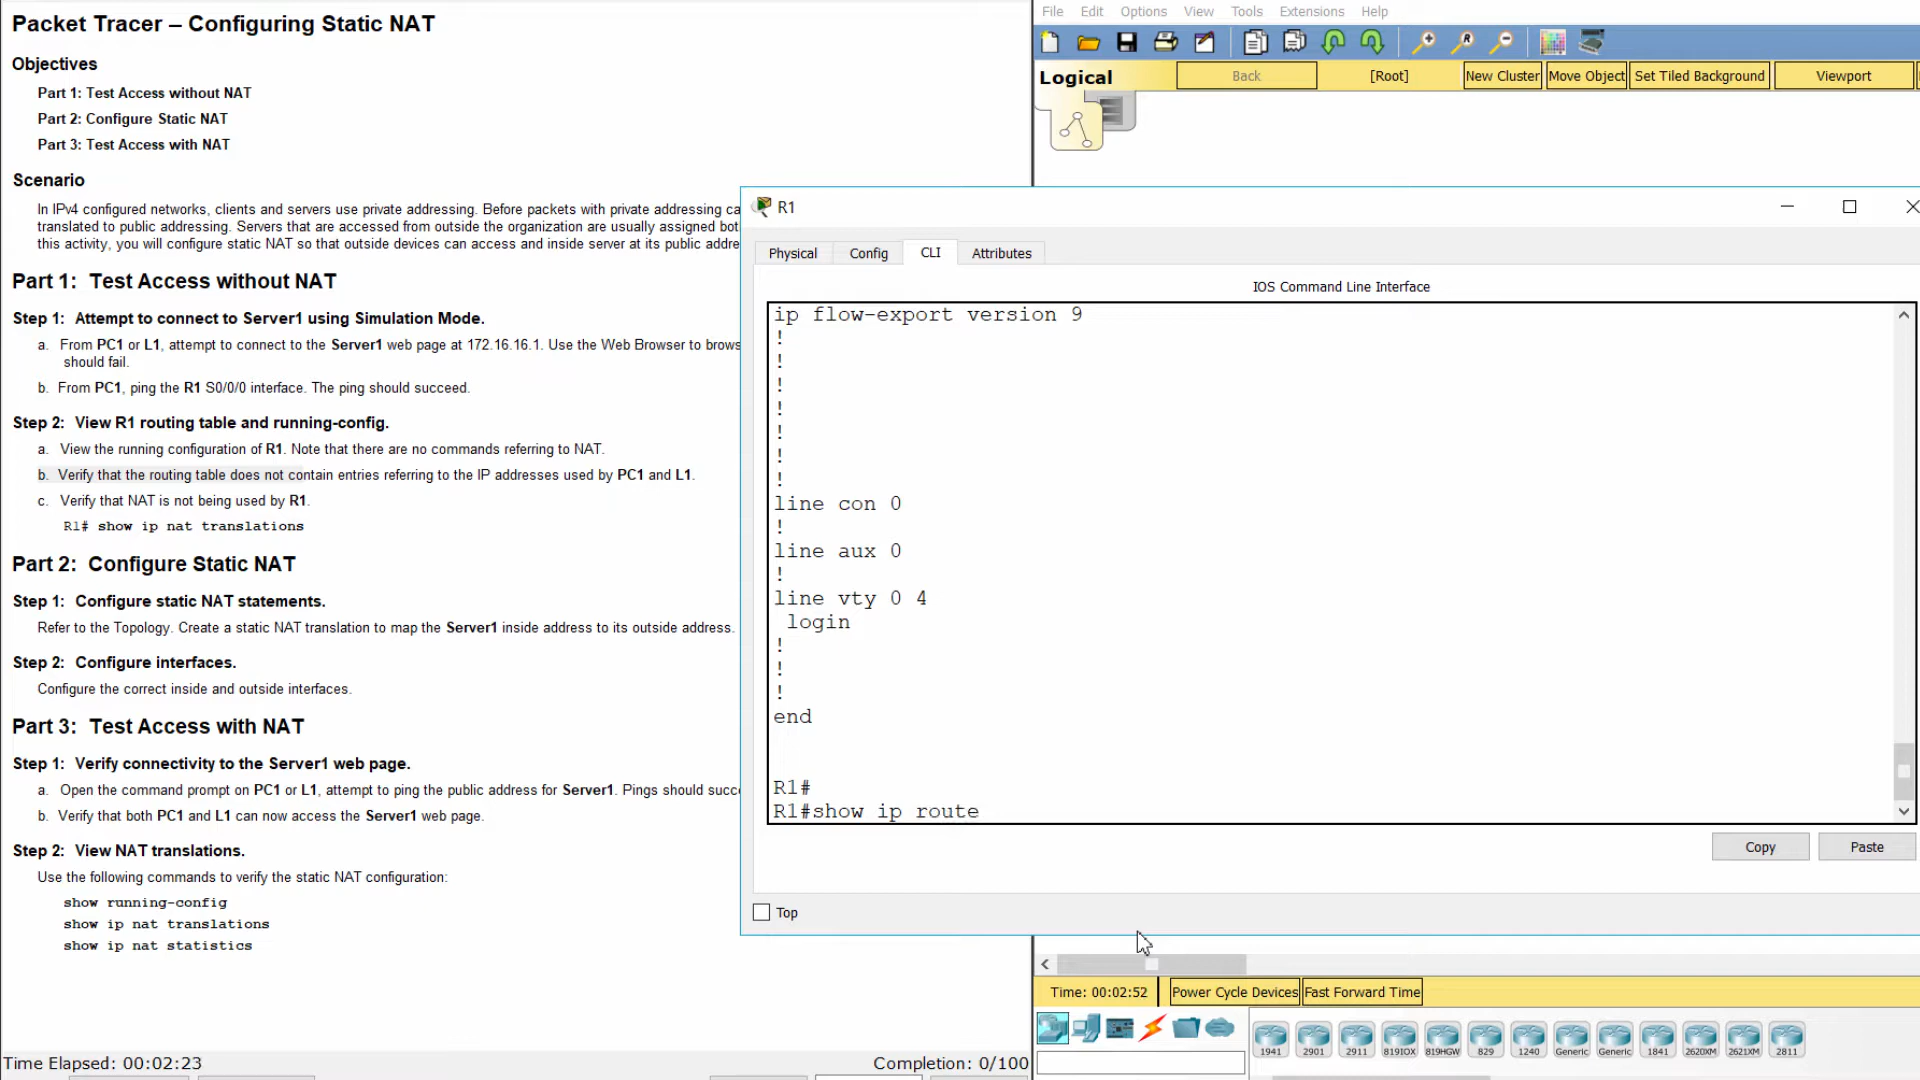 Packet Tracer – Configuring Static NAT
Objectives
Part 1: Test Access without NAT
Part 2: Configure Static NAT
Part 3: Test Access with NAT
Scenario
In IPv4 configured networks, clients and servers use private addressing. Before packets with private addressing ca
translated to public addressing. Servers that are accessed from outside the organization are usually assigned bot
this activity, you will configure static NAT so that outside devices can access and inside server at its public addre
Part 1: Test Access without NAT
Step 1: Attempt to connect to Server1 using Simulation Mode.
a. From PC1 or L1, attempt to connect to the Server1 web page at 172.16.16.1. Use the Web Browser to brows
should fail.
b. From PC1, ping the R1 S0/0/0 interface. The ping should succeed.
Step 2: View R1 routing table and running-config.
a. View the running configuration of R1. Note that there are no commands referring to NAT.
b. Verify that the routing table does not contain entries referring to the IP addresses used by PC1 and L1.
c. Verify that NAT is not being used by R1.
R1# show ip nat translations
Part 2: Configure Static NAT
Step 1: Configure static NAT statements.
Refer to the Topology. Create a static NAT translation to map the Server1 inside address to its outside address.
Step 2: Configure interfaces.
Configure the correct inside and outside interfaces.
Part 3: Test Access with NAT
Step 1: Verify connectivity to the Server1 web page.
a. Open the command prompt on PC1 or L1, attempt to ping the public address for Server1. Pings should succ
b. Verify that both PC1 and L1 can now access the Server1 web page.
Step 2: View NAT translations.
Use the following commands to verify the static NAT configuration:
show running-config
show ip nat translations
show ip nat statistics
Time Elapsed: 00:02:23
Completion: 0/100
File Edit Options View Tools Extensions Help
Logical
Back
[Root]
New Cluster
Move Object
Set Tiled Background
Viewport
R1
Physical Config CLI Attributes
IOS Command Line Interface
ip flow-export version 9
!
!
!
!
!
!
!
line con 0
!
line aux 0
!
line vty 0 4
login
!
!
!
end
R1#
R1#show ip route
Copy
Paste
Top
Time: 00:02:52
Power Cycle Devices
Fast Forward Time
1941 2901 2911 819IOX 819HGW 829 1240 Generic Generic 1841 2620XM 2621XM 2811